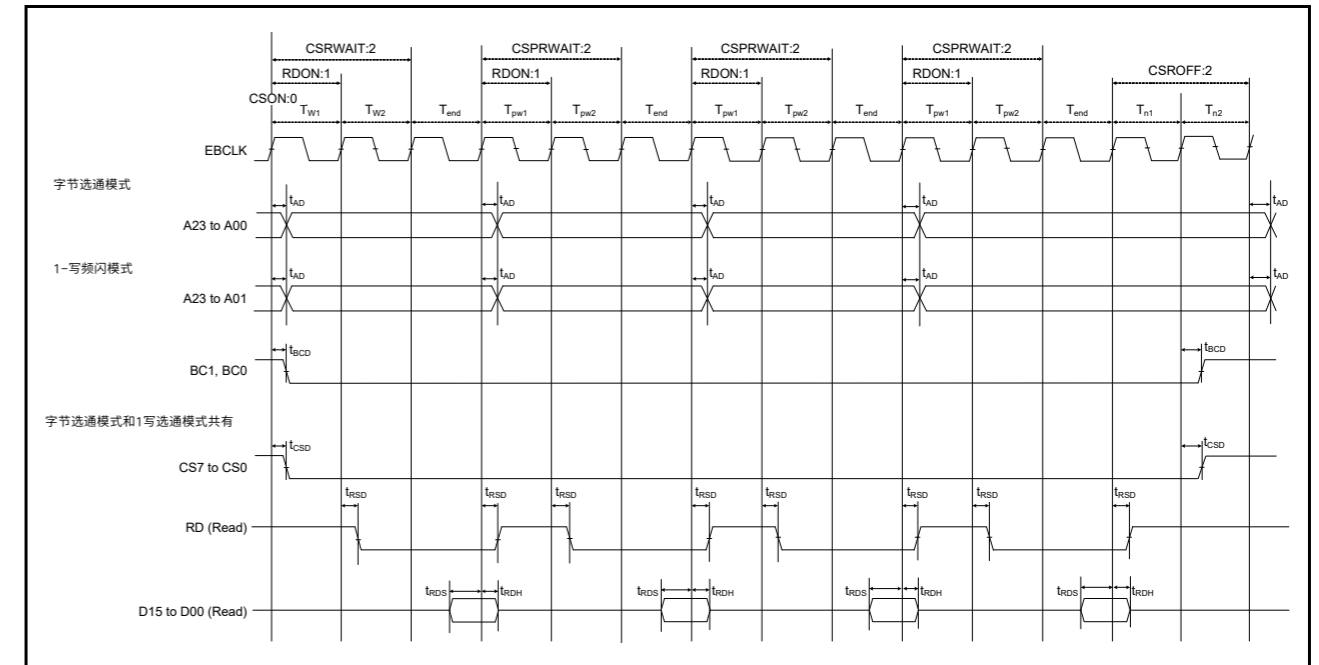 CSRWAIT:2 CSPRWAIT:2 CSPRWAIT:2 CSPRWAIT:2
RDON:1 RDON:1 RDON:1 RDON:1 CSROFF:2
CSON:0
TW1 TW2 Tend Tpw1 Tpw2 Tend Tpw1 Tpw2 Tend Tpw1 Tpw2 Tend Tn1 Tn2
EBCLK
字节选通模式
tAD tAD tAD tAD tAD
A23 to A00
1-写频闪模式
tAD tAD tAD tAD tAD
A23 to A01
tBCD tBCD
BC1, BC0
字节选通模式和1写选通模式共有
tCSD tCSD
CS7 to CS0
tRSD tRSD tRSD tRSD tRSD tRSD tRSD tRSD
RD (Read)
tRDS tRDH tRDS tRDH tRDS tRDH tRDS tRDH
D15 to D00 (Read)